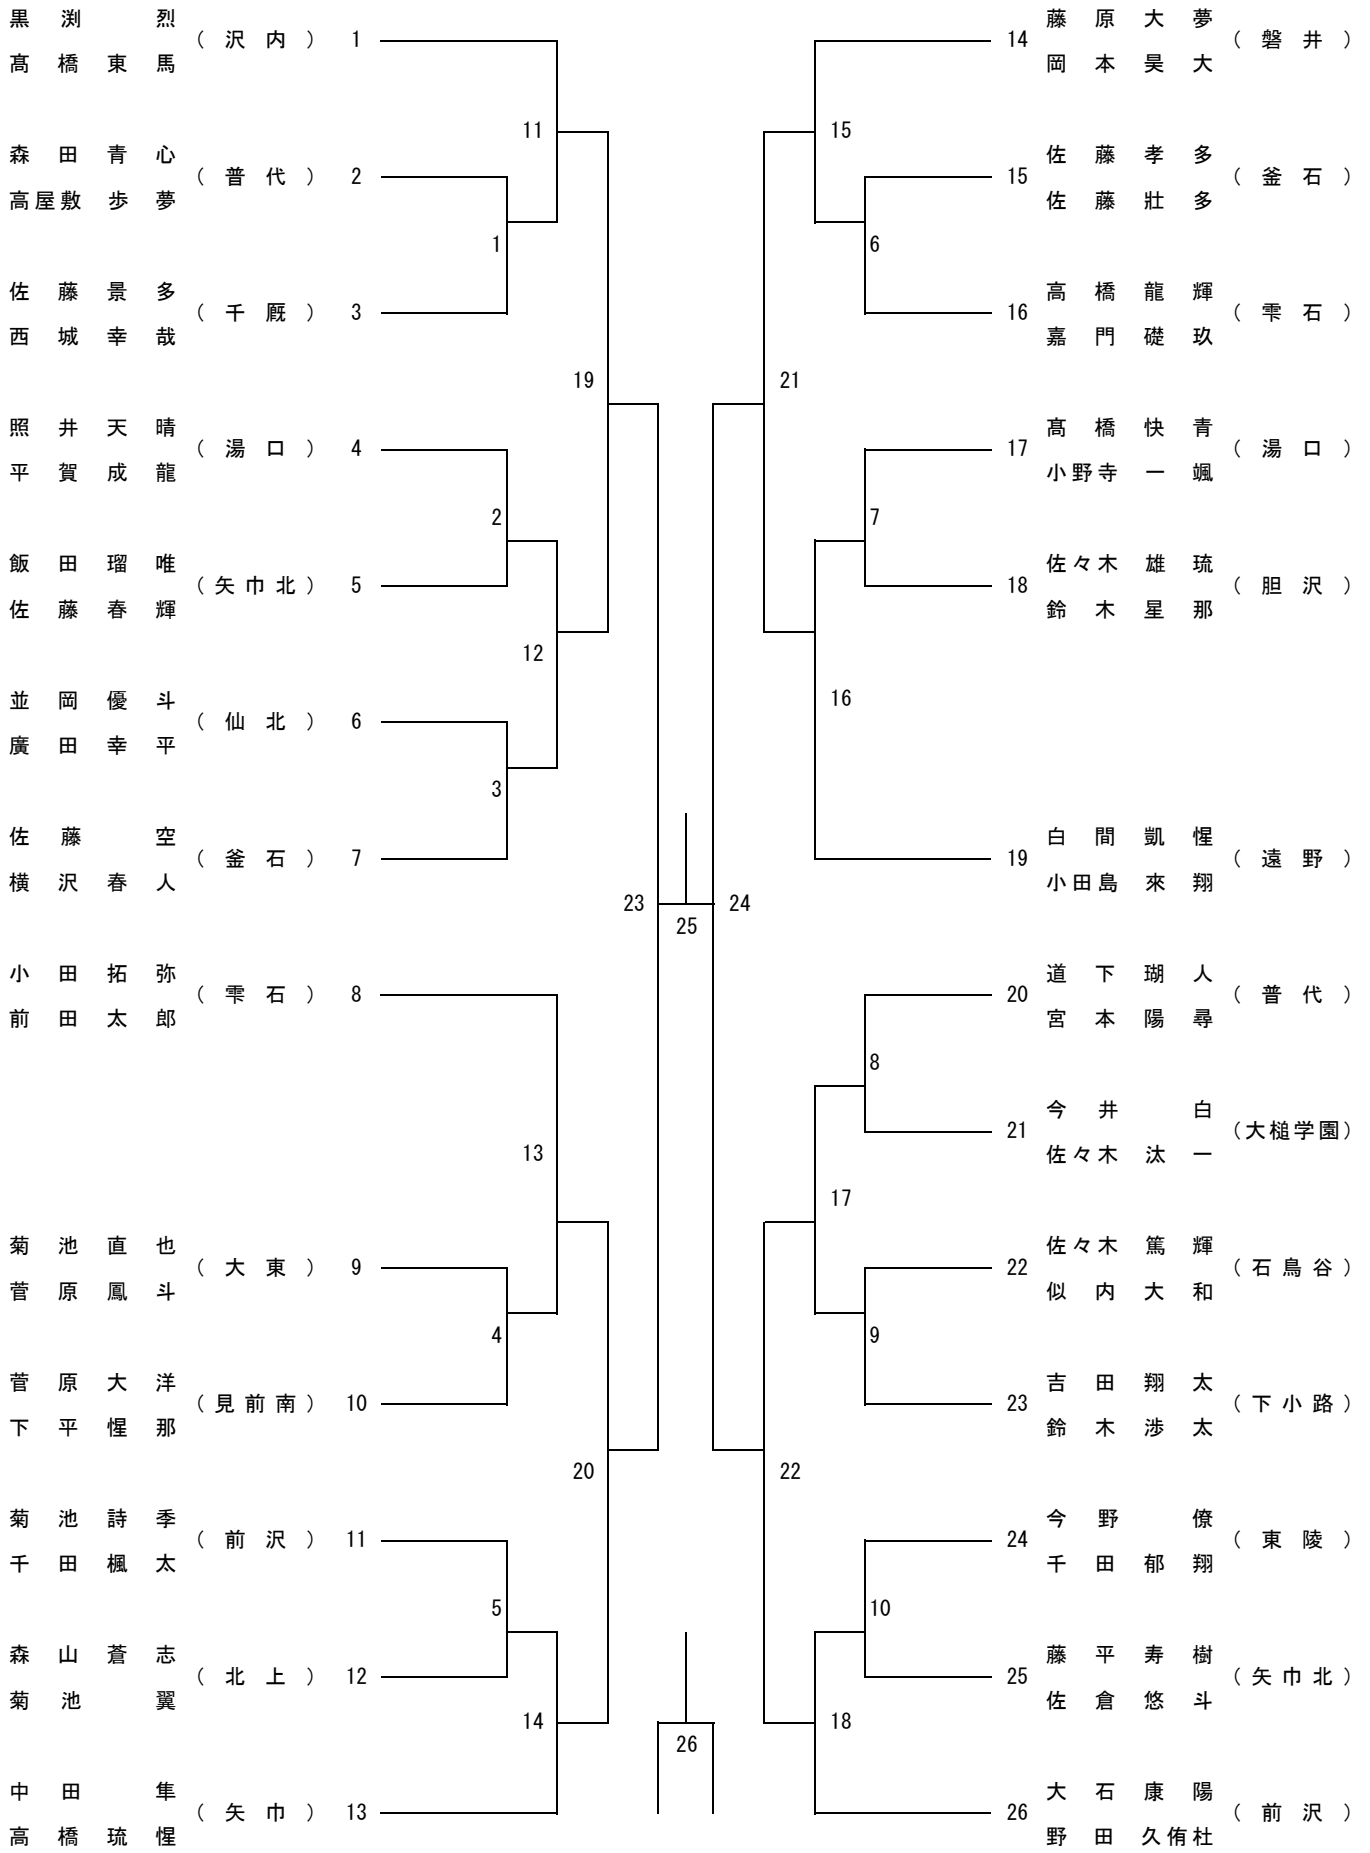 黒渕　烈
(沢内) 1
髙橋東馬
11
森田青心
(普代) 2
高屋敷歩夢
1
佐藤景多
(千厩) 3
西城幸哉
19
照井天晴
(湯口) 4
平賀成龍
2
飯田瑠唯
(矢巾北) 5
佐藤春輝
12
並岡優斗
(仙北) 6
廣田幸平
3
佐藤　空
(釜石) 7
横沢春人
23
小田拓弥
(雫石) 8
前田太郎
13
菊池直也
(大東) 9
菅原鳳斗
4
菅原大洋
(見前南) 10
下平惺那
20
菊池詩季
(前沢) 11
千田楓太
5
森山蒼志
(北上) 12
菊池　翼
14
中田　隼
(矢巾) 13
高橋琉惺
25
26
藤原大夢
14 (磐井)
岡本昊大
15
佐藤孝多
15 (釜石)
佐藤壯多
6
高橋龍輝
16 (雫石)
嘉門礎玖
21
髙橋快青
17 (湯口)
小野寺一颯
7
佐々木雄琉
18 (胆沢)
鈴木星那
16
白間凱惺
19 (遠野)
小田島來翔
24
道下瑚人
20 (普代)
宮本陽尋
8
今井　白
21 (大槌学園)
佐々木汰一
17
佐々木篤輝
22 (石鳥谷)
似内大和
9
吉田翔太
23 (下小路)
鈴木渉太
22
今野　僚
24 (東陵)
千田郁翔
10
藤平寿樹
25 (矢巾北)
佐倉悠斗
18
大石康陽
26 (前沢)
野田久侑杜